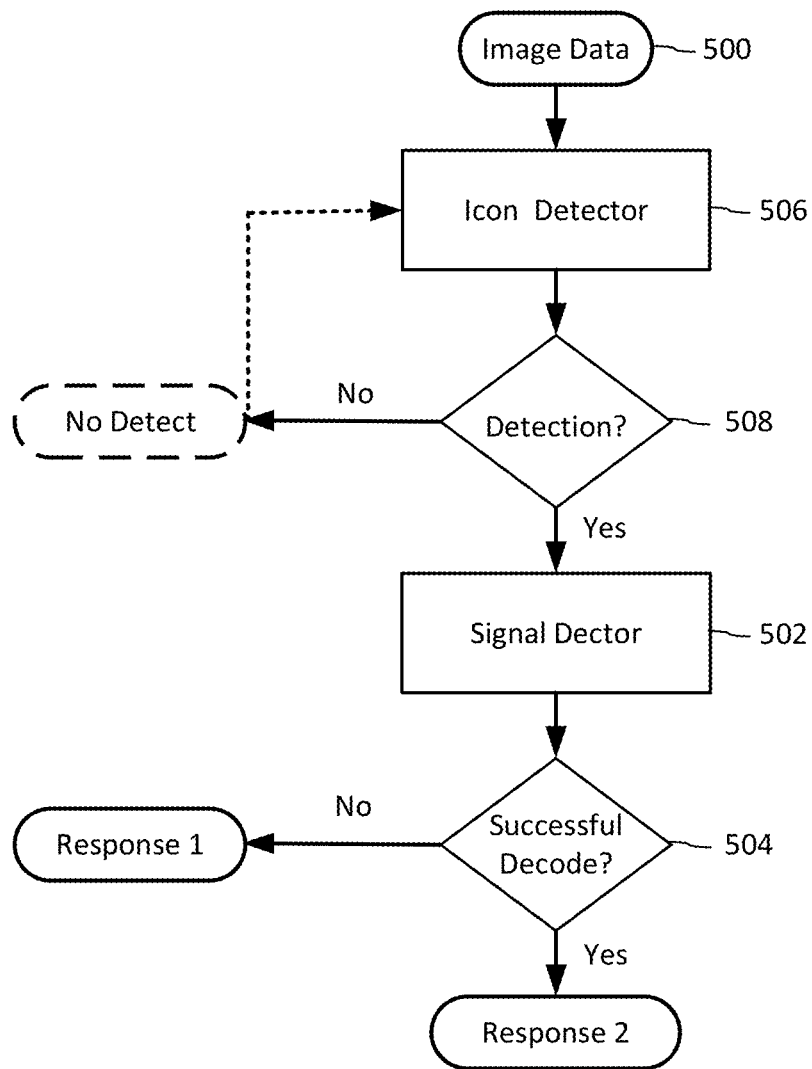 Image Data
500
Icon Detector
506
No
No Detect
Detection?
508
Yes
Signal Dector
502
No
Response 1
Successful
Decode?
504
Yes
Response 2